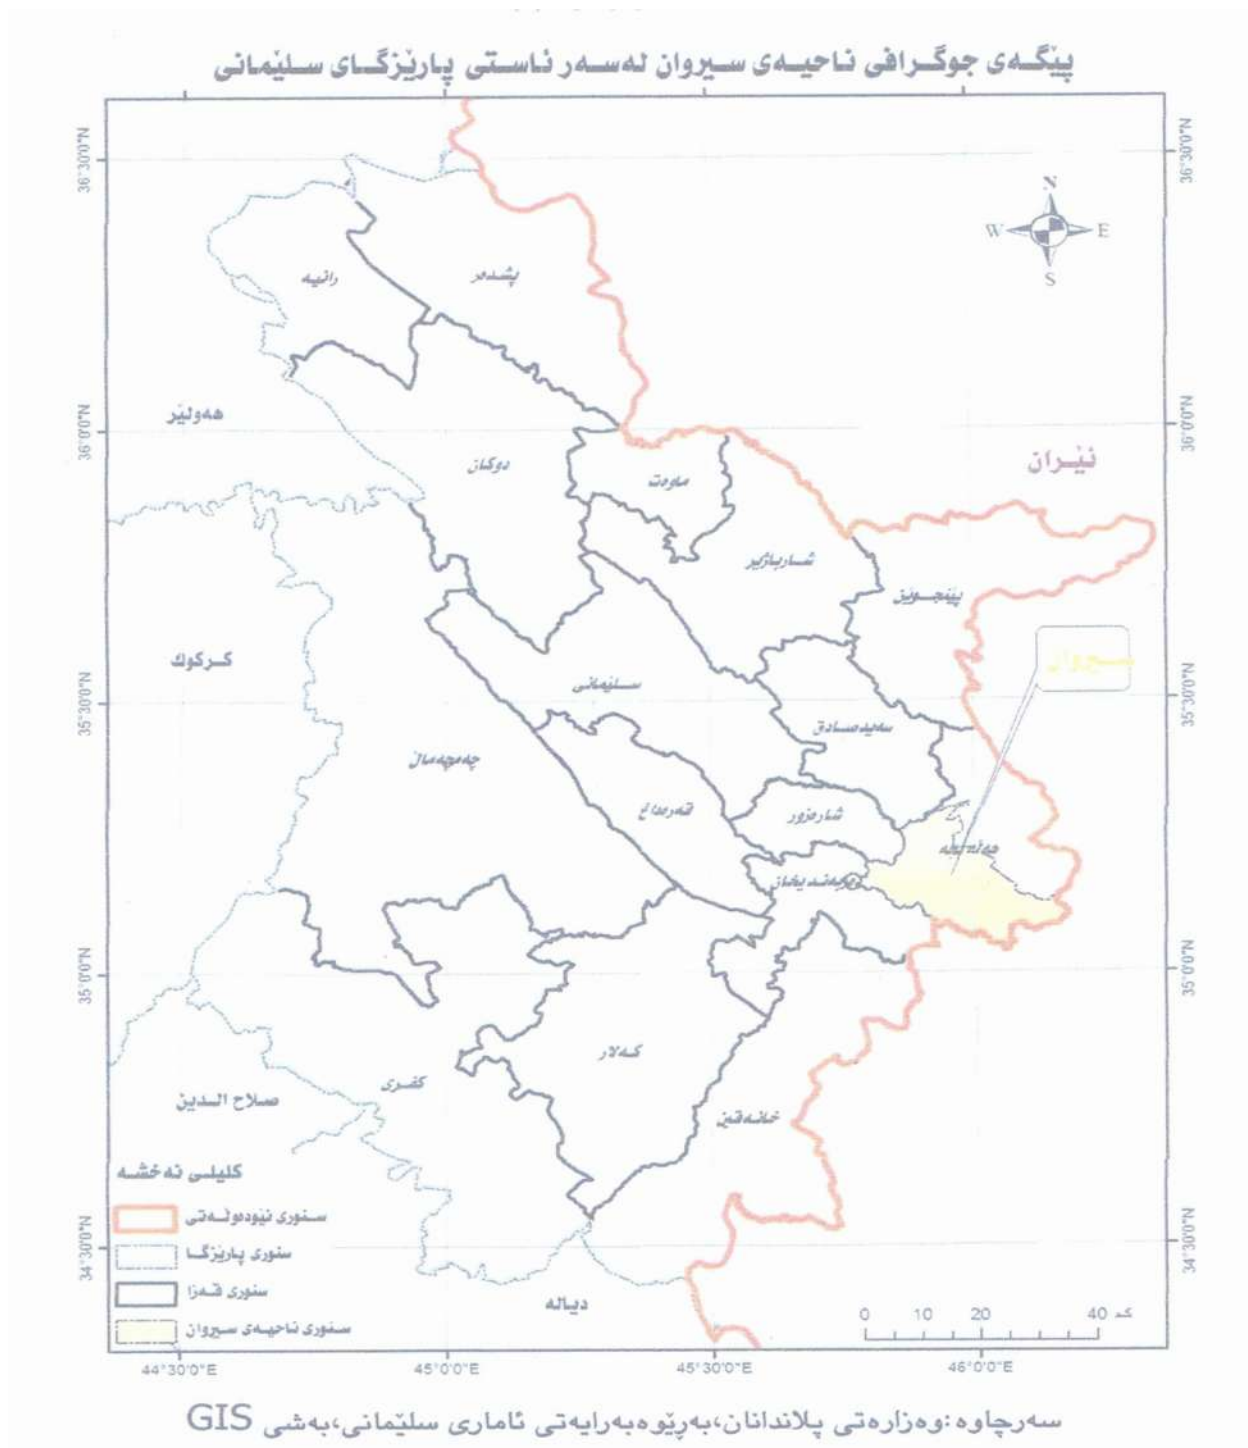 پێگەی جوگرافی ناحیەی سیروان لەسەر ئاستی پارێزگای سلێمانی
36°30'0"N
36°30'0"N
N
W E
S
رانیە
پشدەر
هەولێر
36°0'0"N
36°0'0"N
ئێران
دوکان
ماوەت
شارباژێر
پێنجوێن
کرکوك
سلێمانی
سیروان
35°30'0"N
35°30'0"N
سەیدصادق
چەمچەماڵ
قەرەداغ
شارەزور
هەڵەبجە
دەربەندیخان
35°0'0"N
35°0'0"N
کەلار
کفری
صلاح الدین
خانەقین
کلیلی نەخشە
سنوری نێودەوڵەتی
سنوری پارێزگا
سنوری قەزا
سنوری ناحیەی سیروان
34°30'0"N
34°30'0"N
دیالە
0 10 20 40 کم
44°30'0"E
45°0'0"E
45°30'0"E
46°0'0"E
سەرچاوە:وەزارەتی پلاندانان،بەڕێوەبەرایەتی ئاماری سلێمانی،بەشی GIS